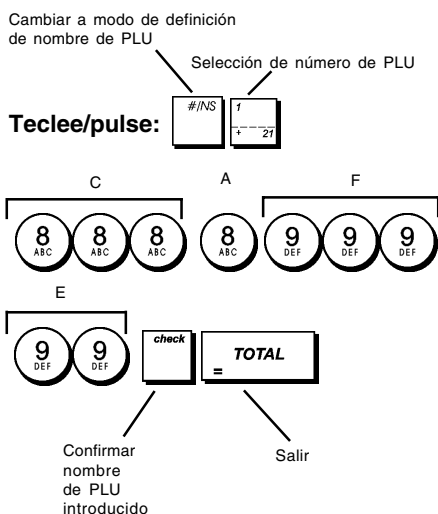 Cambiar a modo de definición
de nombre de PLU
Selección de número de PLU
Teclee/pulse:
#/NS
1
+ 21
C A F
8 8 8 8 9 9 9
ABC ABC ABC ABC DEF DEF DEF
E
9 9
DEF DEF
check
= TOTAL
Confirmar
nombre
de PLU
introducido
Salir